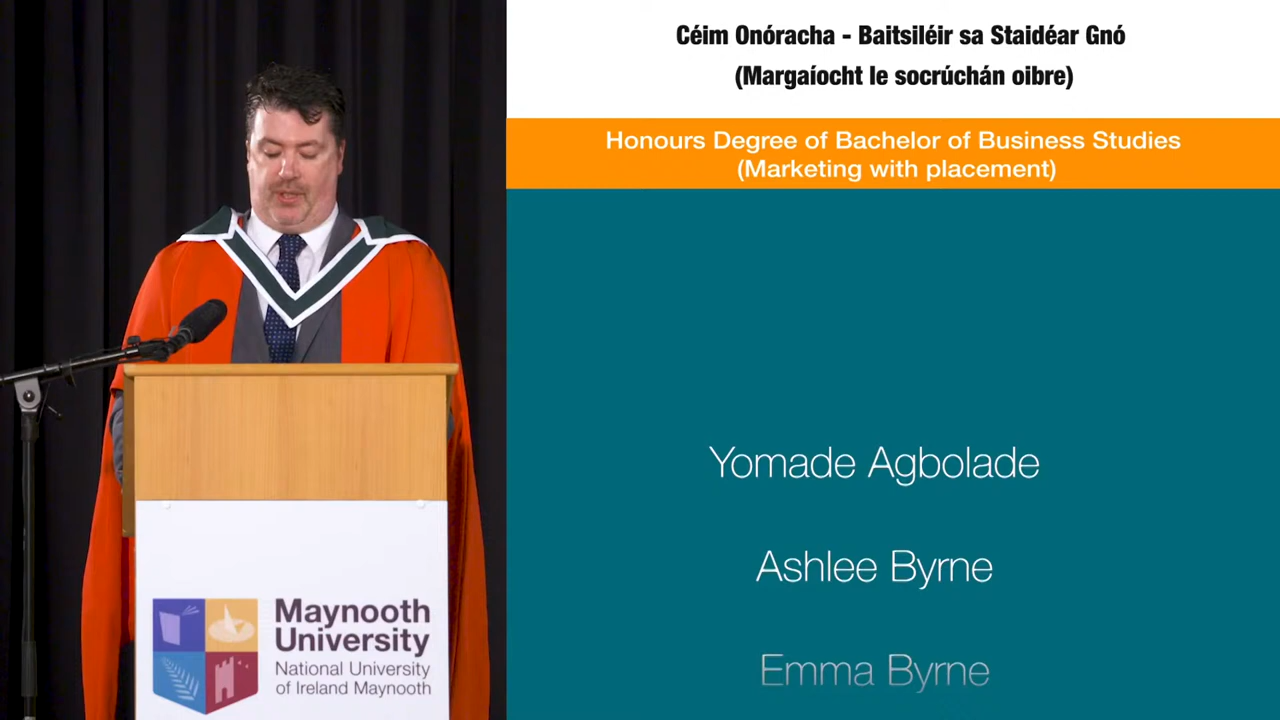 Céim Onóracha - Baitsiléir sa Staidéar Gnó
(Margaíocht le socrúchán oibre)
Honours Degree of Bachelor of Business Studies
(Marketing with placement)
Yomade Agbolade
Ashlee Byrne
Emma Byrne
Maynooth
University
National University
of Ireland Maynooth